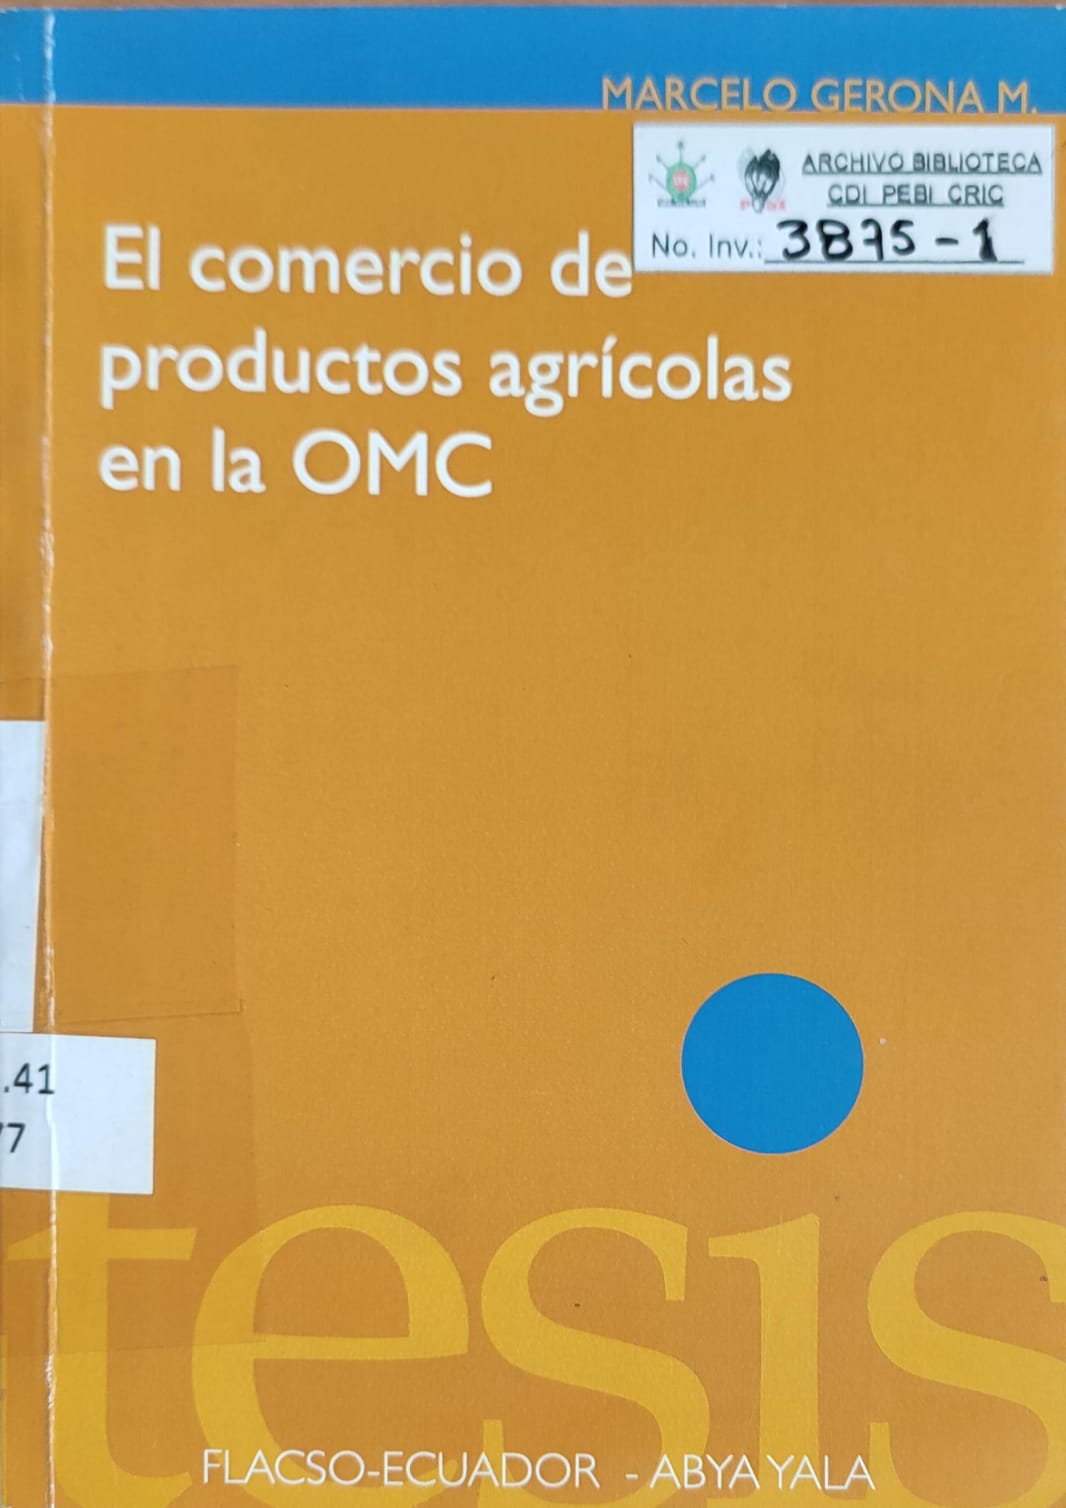 MARCELO GERONA M.
ARCHIVO BIBLIOTECA
CDI PEBI CRIC
No. Inv.: 3875-1
El comercio de
productos agrícolas
en la OMC
.41
77
tesis
FLACSO-ECUADOR - ABYA YALA